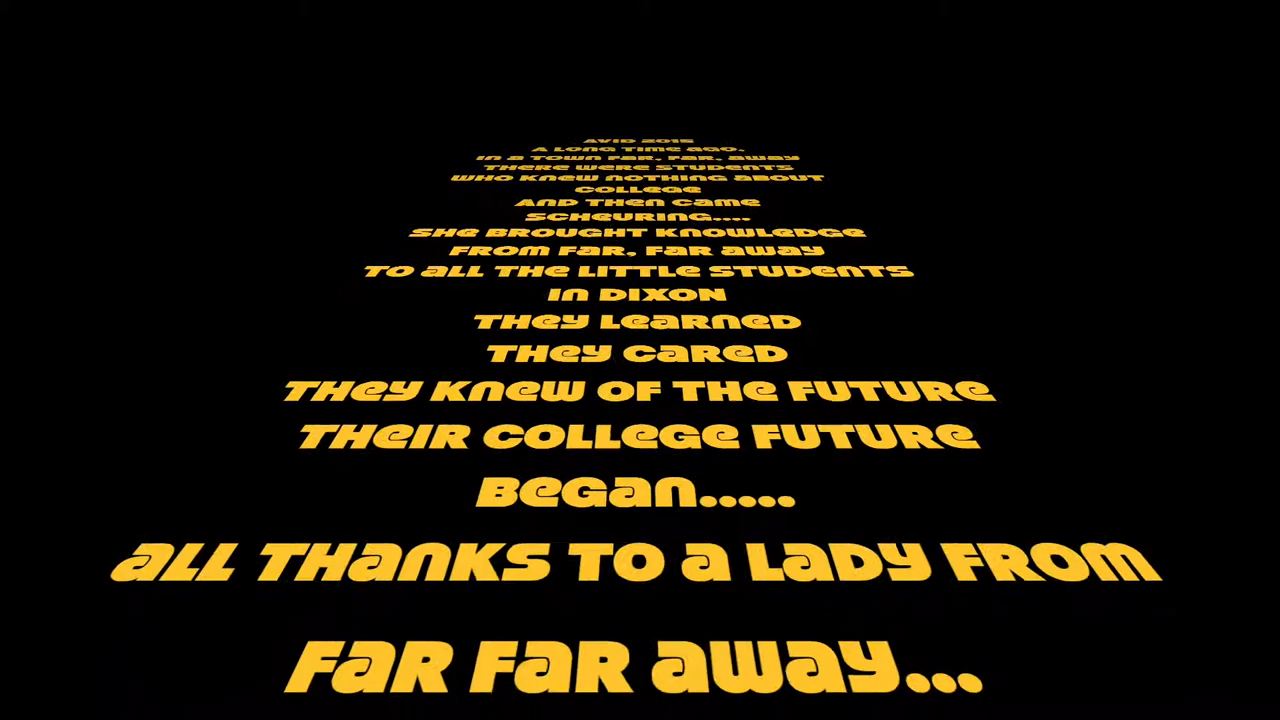 AVID 2015
A LONG TIME AGO,
IN A TOWN FAR, FAR, AWAY
THERE WERE STUDENTS
WHO KNEW NOTHING ABOUT
COLLEGE
AND THEN CAME
SCHEURING....
SHE BROUGHT KNOWLEDGE
FROM FAR, FAR AWAY
TO ALL THE LITTLE STUDENTS
IN DIXON
THEY LEARNED
THEY CARED
THEY KNEW OF THE FUTURE
THEIR COLLEGE FUTURE
BEGAN.....
ALL THANKS TO A LADY FROM
FAR FAR AWAY...